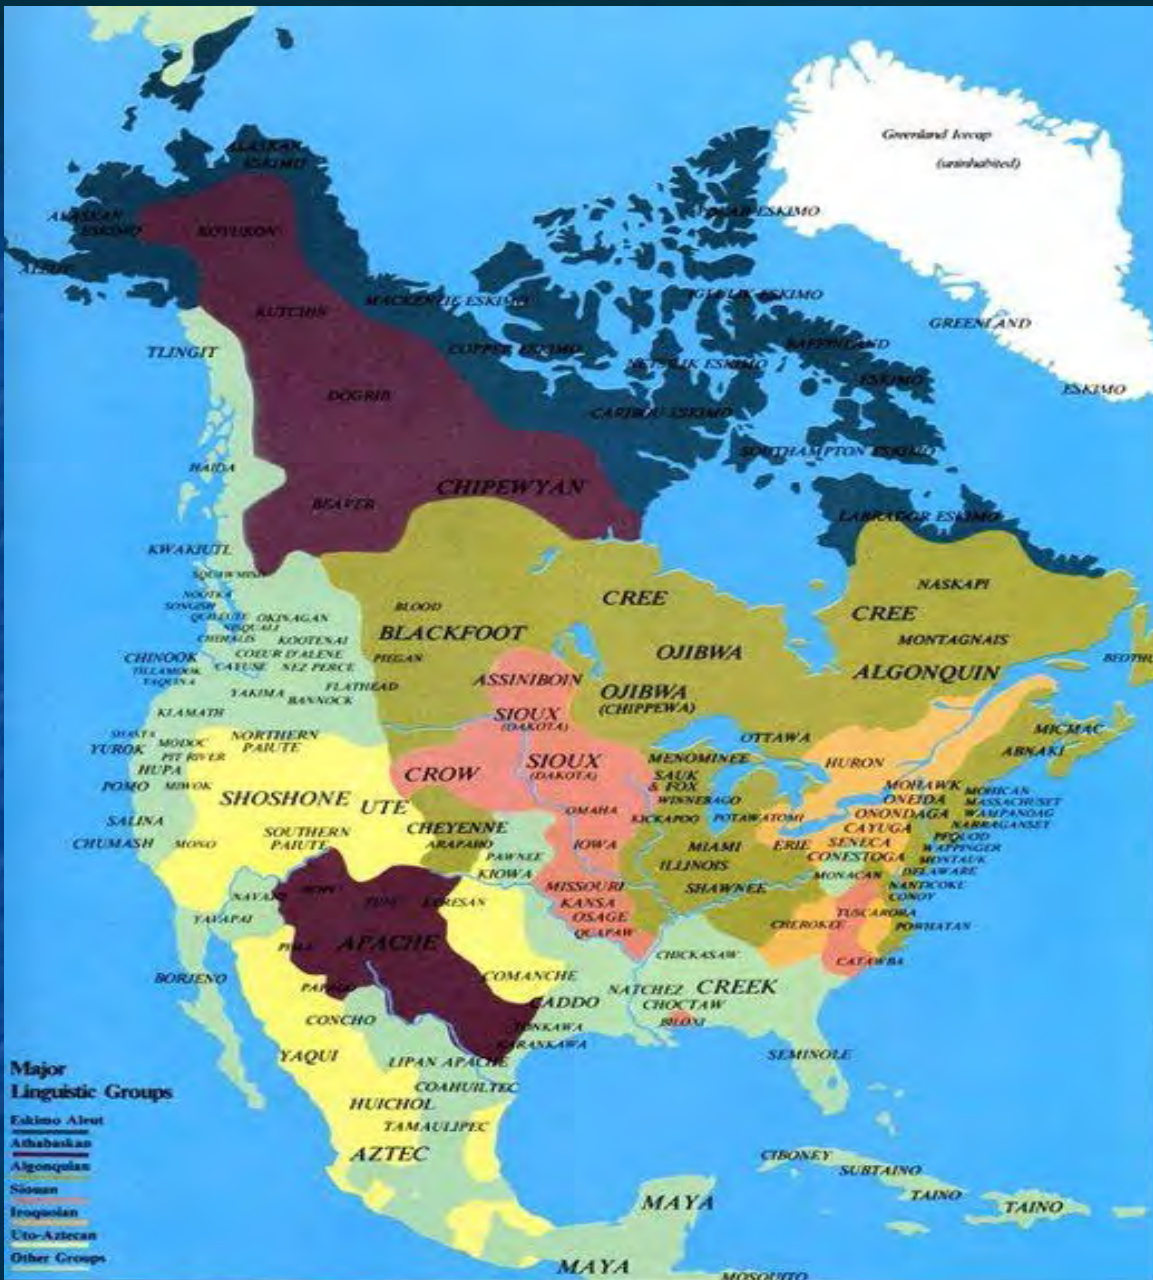 Greenland Icecap
(uninhabited)
ALASKAN
ESKIMO
ALASKAN
ESKIMO
KOYUKON
ALEUT
POLAR ESKIMO
MACKENZIE ESKIMO
IGLULIK ESKIMO
KUTCHIN
GREENLAND
ESKIMO
TLINGIT
COPPER ESKIMO
BAFFINLAND
ESKIMO
NETSILIK ESKIMO
DOGRIB
CARIBOU ESKIMO
SOUTHAMPTON ESKIMO
HAIDA
CHIPEWYAN
BEAVER
LABRADOR ESKIMO
KWAKIUTL
SQUAWMISH
NOOTKA
SONGISH
QUILEUTE
OKINAGAN
NISQUALI
CHEHALIS
KOOTENAI
COEUR D'ALENE
CHINOOK
CAYUSE
NEZ PERCE
TILLAMOOK
YAQUINA
FLATHEAD
YAKIMA
BANNOCK
KLAMATH
BLOOD
BLACKFOOT
PIEGAN
CREE
OJIBWA
OJIBWA
(CHIPPEWA)
NASKAPI
CREE
MONTAGNAIS
ALGONQUIN
ASSINIBOIN
SIOUX
(DAKOTA)
SIOUX
(DAKOTA)
CROW
SHASTA
YUROK
MODOC
PIT RIVER
HUPA
POMO
MIWOK
NORTHERN
PAIUTE
SHOSHONE
UTE
SALINA
CHUMASH
MONO
SOUTHERN
PAIUTE
CHEYENNE
ARAPAHO
PAWNEE
KIOWA
OMAHA
IOWA
MISSOURI
KANSA
OSAGE
QUAPAW
OTTAWA
MENOMINEE
SAUK
& FOX
WINNEBAGO
KICKAPOO
POTAWATOMI
MIAMI
ILLINOIS
SHAWNEE
HURON
MICMAC
ABNAKI
MOHAWK
ONEIDA
ONONDAGA
CAYUGA
SENECA
ERIE
CONESTOGA
MOHICAN
MASSACHUSET
WAMPANOAG
NARRAGANSET
PEQUOD
WAPPINGER
MONTAUK
DELAWARE
NANTICOKE
CONOY
MONACAN
TUSCARORA
POWHATAN
CHEROKEE
CATAWBA
CHICKASAW
NATCHEZ
CREEK
CHOCTAW
BILOXI
SEMINOLE
YAVAPAI
APACHE
BORJENO
COMANCHE
CADDO
TONKAWA
KARANKAWA
CONCHO
YAQUI
LIPAN APACHE
COAHUILTEC
HUICHOL
TAMAULIPEC
AZTEC
CIBONEY
SUBTAINO
TAINO
TAINO
MAYA
MAYA
MOSQUITO
Major
Linguistic Groups
Eskimo Aleut
Athabaskan
Algonquian
Siouan
Iroquoian
Uto-Aztecan
Other Groups